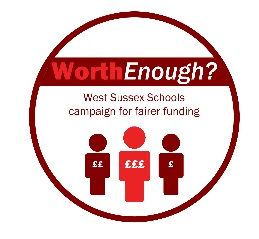 WorthEnough?
West Sussex Schools
campaign for fairer funding
££ £££ £